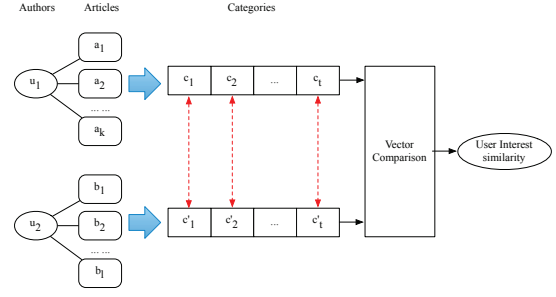 Authors Articles Categories
a1
u1 a2 c1 c2 ... ct
... ...
ak
Vector
Comparison
User Interest
similarity
b1
u2 b2 c'1 c'2 ... c't
... ...
bl